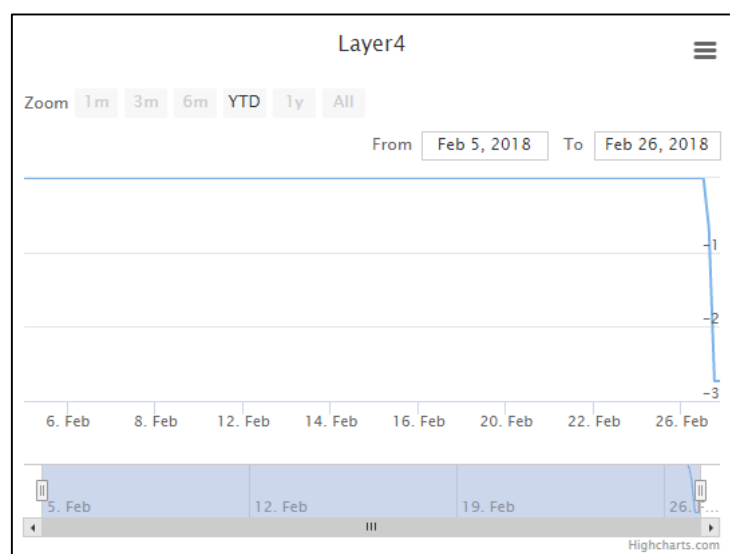 Layer4
Zoom 1m 3m 6m YTD 1y All
From Feb 5, 2018 To Feb 26, 2018
-1
-2
-3
6. Feb 8. Feb 12. Feb 14. Feb 16. Feb 20. Feb 22. Feb 26. Feb
5. Feb 12. Feb 19. Feb 26. F...
Highcharts.com